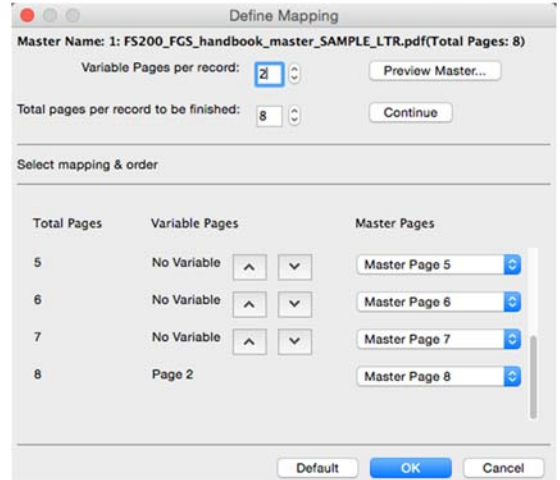 Define Mapping
Master Name: 1: FS200_FGS_handbook_master_SAMPLE_LTR.pdf(Total Pages: 8)
Variable Pages per record: 2 Preview Master...
Total pages per record to be finished: 8 Continue
Select mapping & order
Total Pages Variable Pages Master Pages
5 No Variable Master Page 5
6 No Variable Master Page 6
7 No Variable Master Page 7
8 Page 2 Master Page 8
Default OK Cancel